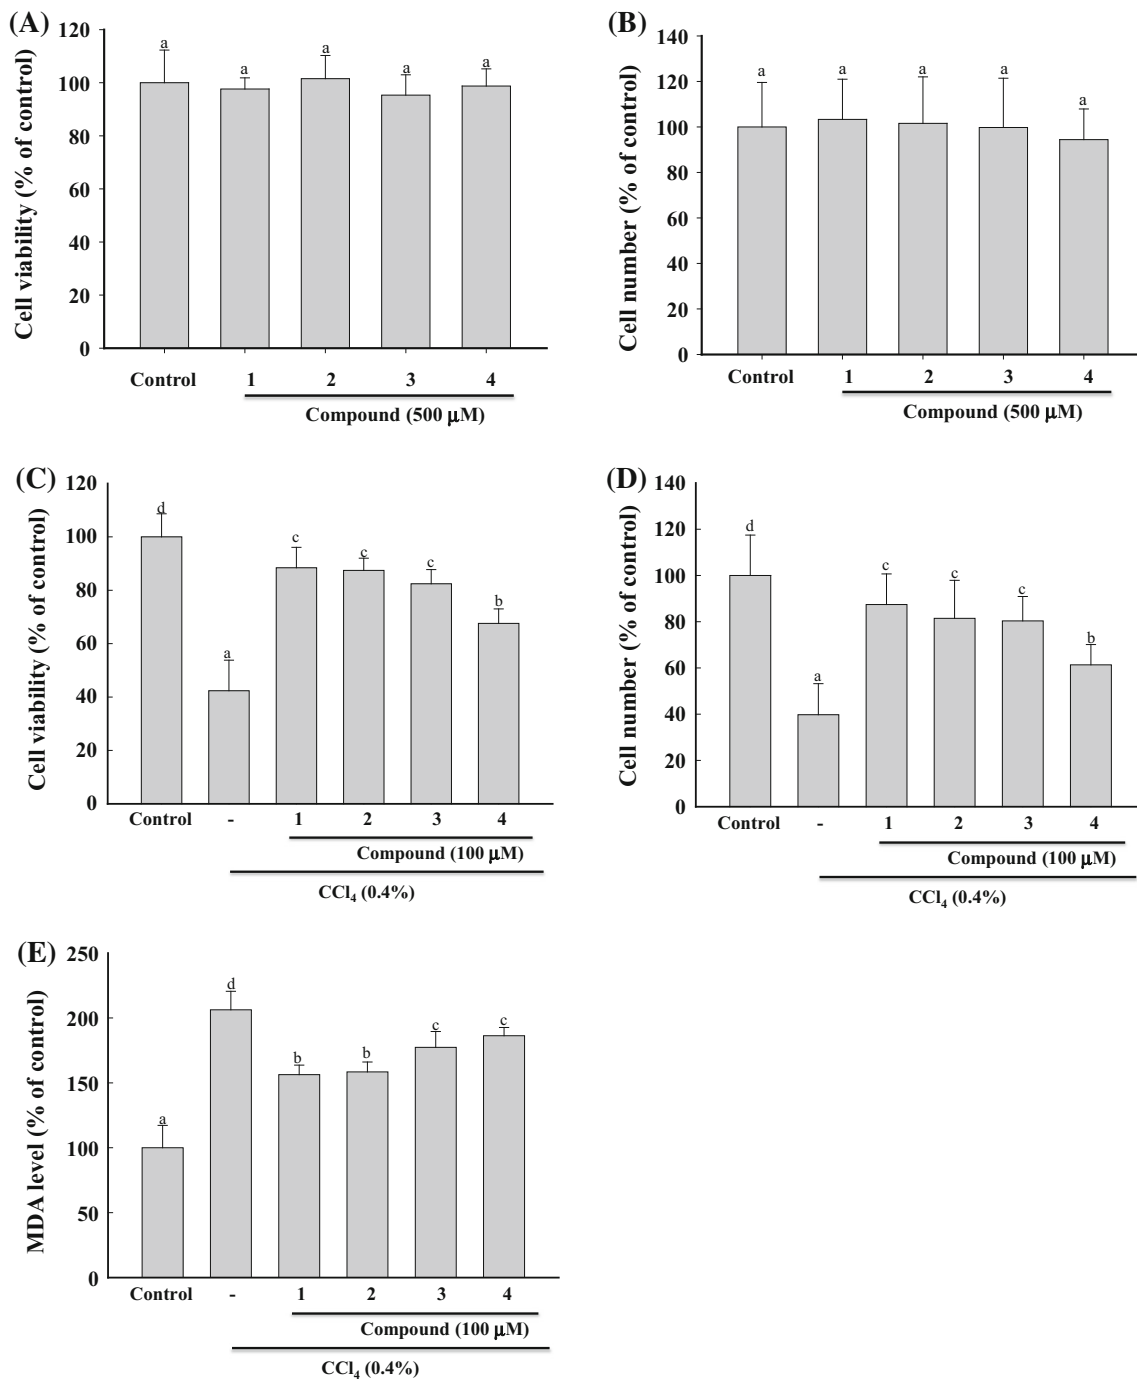 (A)
Cell viability (% of control)
120
100
80
60
40
20
0
a
a
a
a
a
Control
1
2
3
4
Compound (500 μM)
(B)
Cell number (% of control)
140
120
100
80
60
40
20
0
a
a
a
a
a
Control
1
2
3
4
Compound (500 μM)
(C)
Cell viability (% of control)
120
100
80
60
40
20
0
d
a
c
c
c
b
Control
-
1
2
3
4
Compound (100 μM)
CCl₄ (0.4%)
(D)
Cell number (% of control)
140
120
100
80
60
40
20
0
d
a
c
c
c
b
Control
-
1
2
3
4
Compound (100 μM)
CCl₄ (0.4%)
(E)
MDA level (% of control)
250
200
150
100
50
0
a
d
b
b
c
c
Control
-
1
2
3
4
Compound (100 μM)
CCl₄ (0.4%)